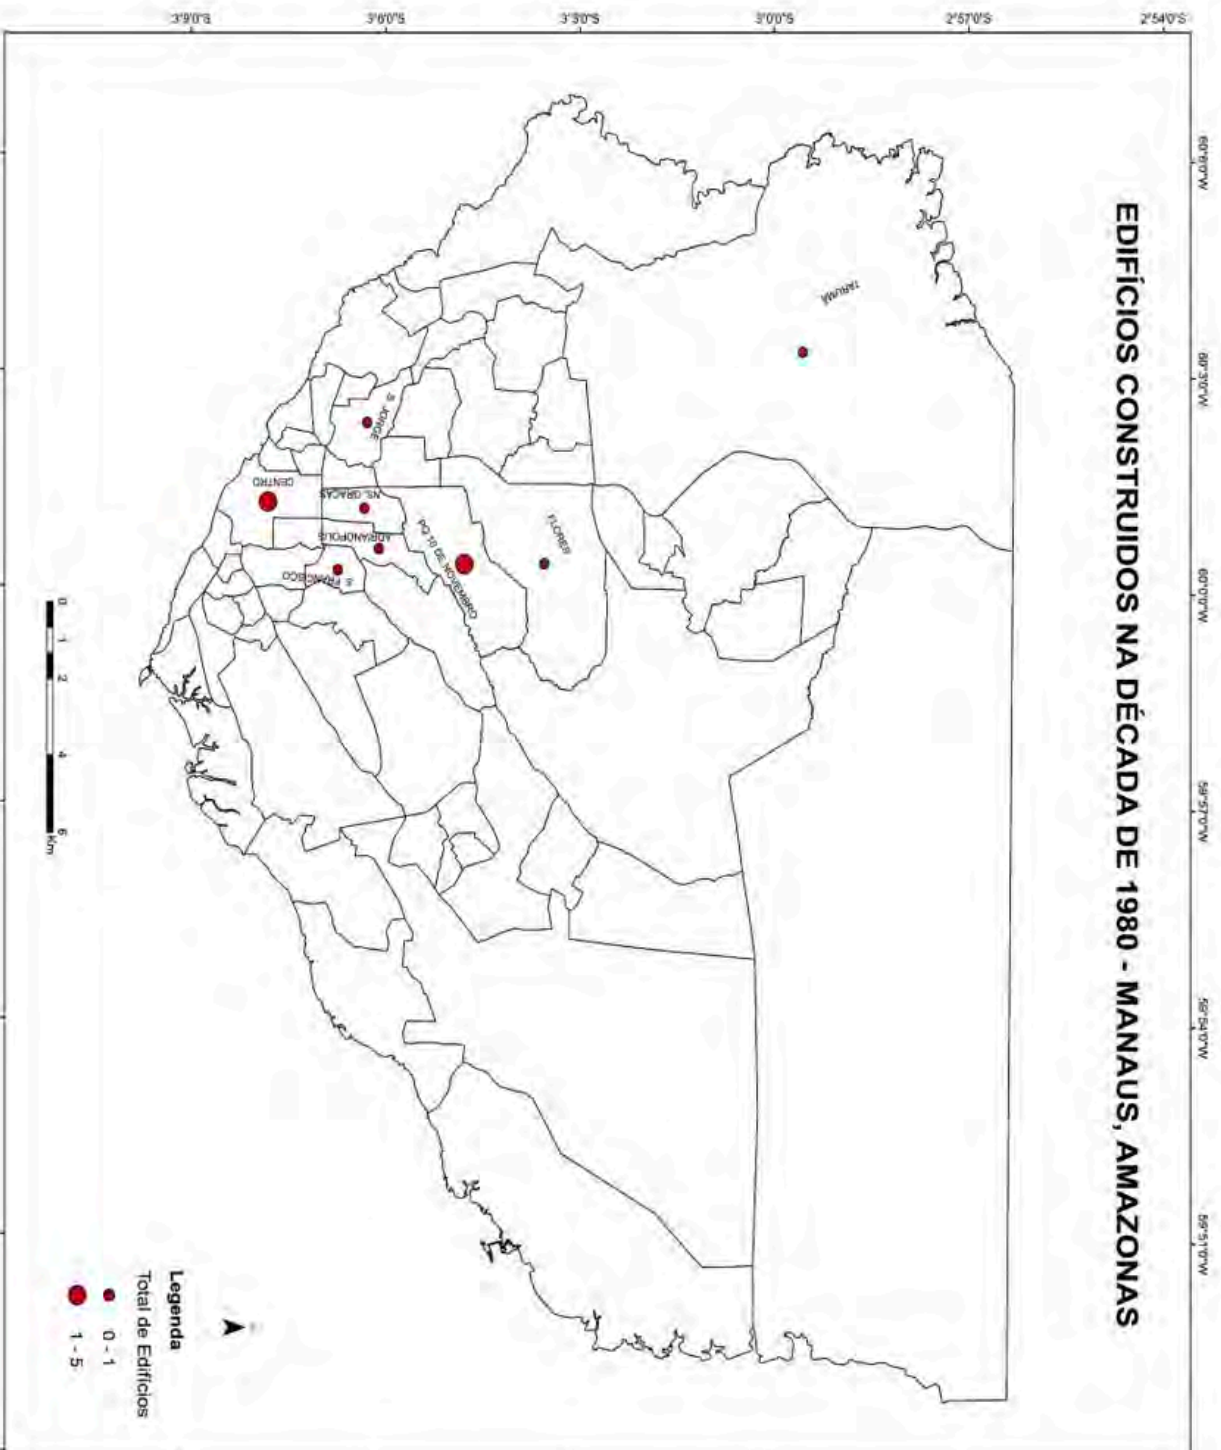 EDIFÍCIOS CONSTRUIDOS NA DÉCADA DE 1980 - MANAUS, AMAZONAS
60°6'0"W
60°3'0"W
60°0'0"W
59°57'0"W
59°54'0"W
59°51'0"W
2°54'0"S
2°57'0"S
3°0'0"S
3°3'0"S
3°6'0"S
3°9'0"S
TARUMÃ
FLORES
PQ 10 DE NOVEMBRO
S. JORGE
NS. GRACAS
ADRIANOPOLIS
CENTRO
S. FRANCISCO
0 1 2 4 6
Km
Legenda
Total de Edifícios
0 - 1
1 - 5